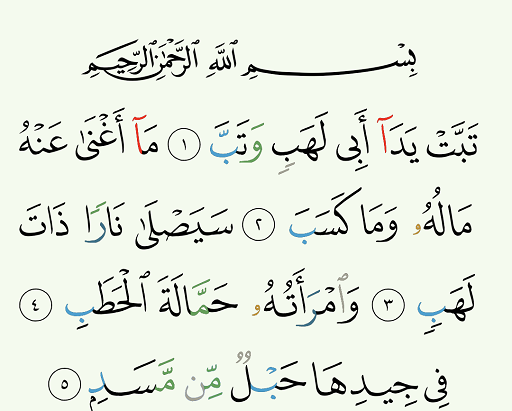 بِسْمِ ٱللَّهِ ٱلرَّحْمَٰنِ ٱلرَّحِيمِ
تَبَّتْ يَدَآ أَبِى لَهَبٍ وَتَبَّ ١ مَآ أَغْنَىٰ عَنْهُ
مَالُهُۥ وَمَا كَسَبَ ٢ سَيَصْلَىٰ نَارًا ذَاتَ
لَهَبٍ ٣ وَٱمْرَأَتُهُۥ حَمَّالَةَ ٱلْحَطَبِ ٤
فِى جِيدِهَا حَبْلٌ مِّن مَّسَدٍ ٥